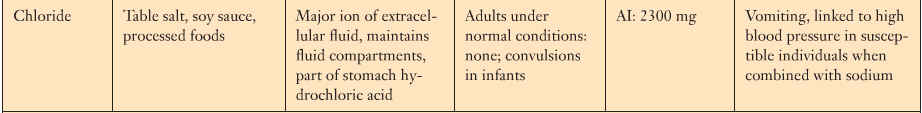 Chloride
Table salt, soy sauce,
processed foods
Major ion of extracel-
lular fluid, maintains
fluid compartments,
part of stomach hy-
drochloric acid
Adults under
normal conditions:
none; convulsions
in infants
AI: 2300 mg
Vomiting, linked to high
blood pressure in suscep-
tible individuals when
combined with sodium